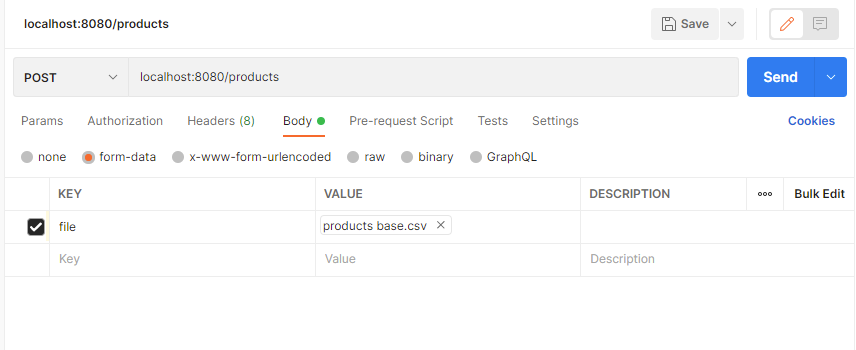 localhost:8080/products Save
POST localhost:8080/products Send
Params Authorization Headers (8) Body Pre-request Script Tests Settings Cookies
none form-data x-www-form-urlencoded raw binary GraphQL
KEY VALUE DESCRIPTION ooo Bulk Edit
file products base.csv
Key Value Description